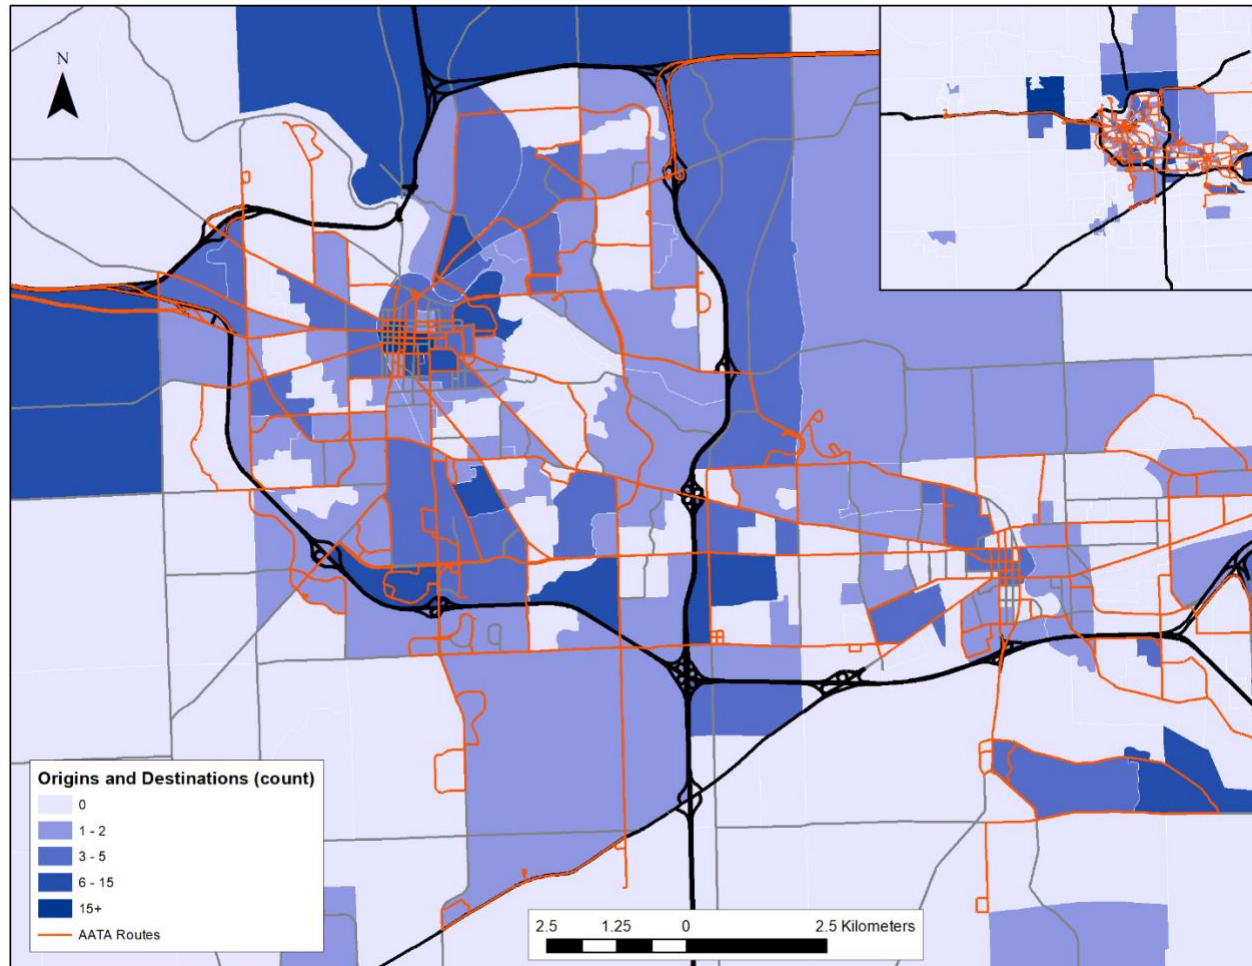 N
Origins and Destinations (count)
0
1 - 2
3 - 5
6 - 15
15+
AATA Routes
2.5 1.25 0 2.5 Kilometers